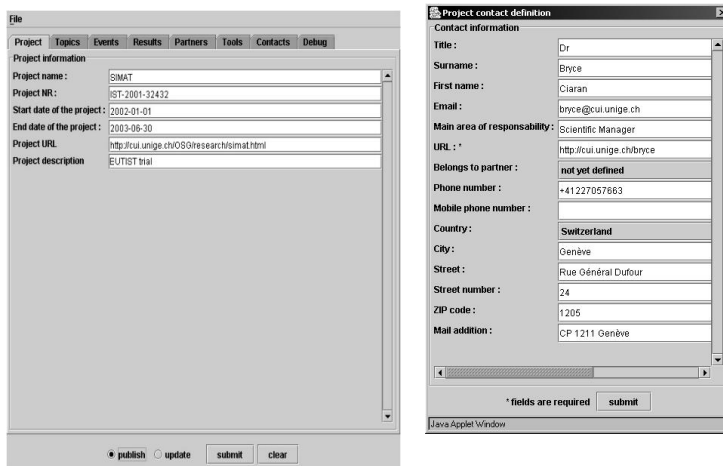 File
Project Topics Events Results Partners Tools Contacts Debug
Project information
Project name : SIMAT
Project NR : IST-2001-32432
Start date of the project : 2002-01-01
End date of the project : 2003-06-30
Project URL http://cui.unige.ch/OSG/research/simat.html
Project description EUTIST trial
publish update submit clear
Project contact definition
Contact information
Title : Dr
Surname : Bryce
First name : Ciaran
Email : bryce@cui.unige.ch
Main area of responsability : Scientific Manager
URL : * http://cui.unige.ch/bryce
Belongs to partner : not yet defined
Phone number : +41227057663
Mobile phone number :
Country : Switzerland
City : Genève
Street : Rue Général Dufour
Street number : 24
ZIP code : 1205
Mail addition : CP 1211 Genève
* fields are required submit
Java Applet Window